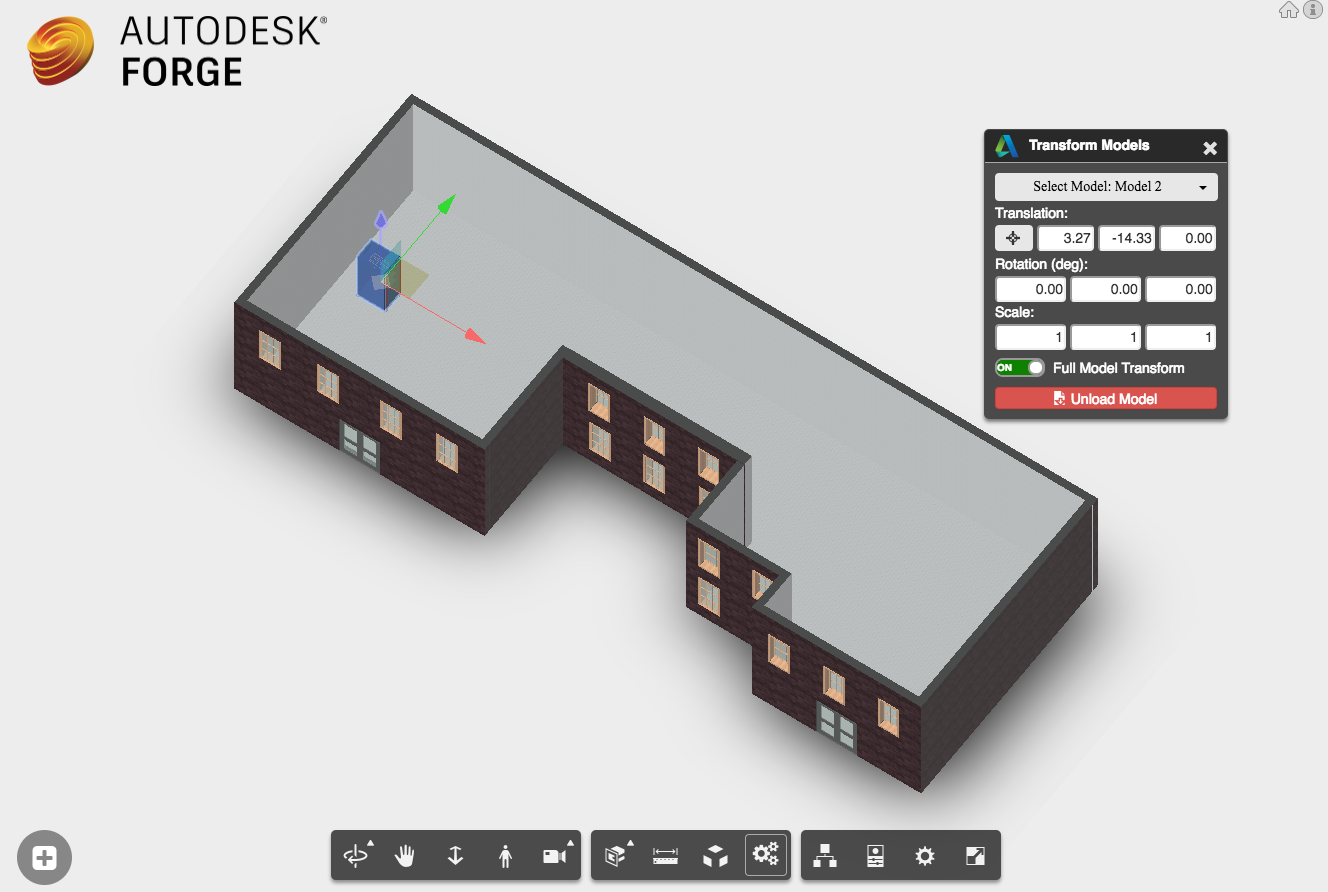 AUTODESK®
FORGE
Transform Models
Select Model: Model 2
Translation:
3.27 -14.33 0.00
Rotation (deg):
0.00 0.00 0.00
Scale:
1 1 1
ON Full Model Transform
Unload Model